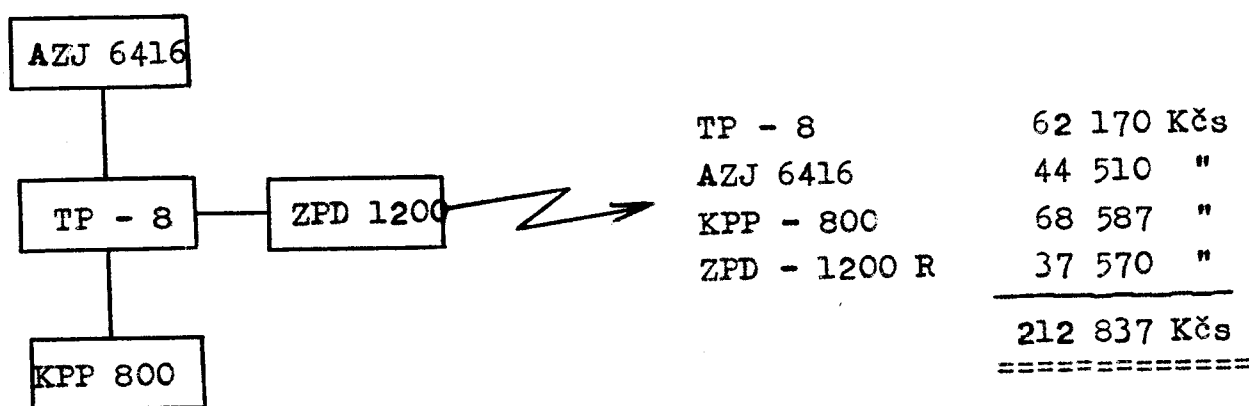 AZJ 6416
TP - 8
ZPD 1200
KPP 800
TP - 8 62 170 Kčs
AZJ 6416 44 510 "
KPP - 800 68 587 "
ZPD - 1200 R 37 570 "
212 837 Kčs
=============